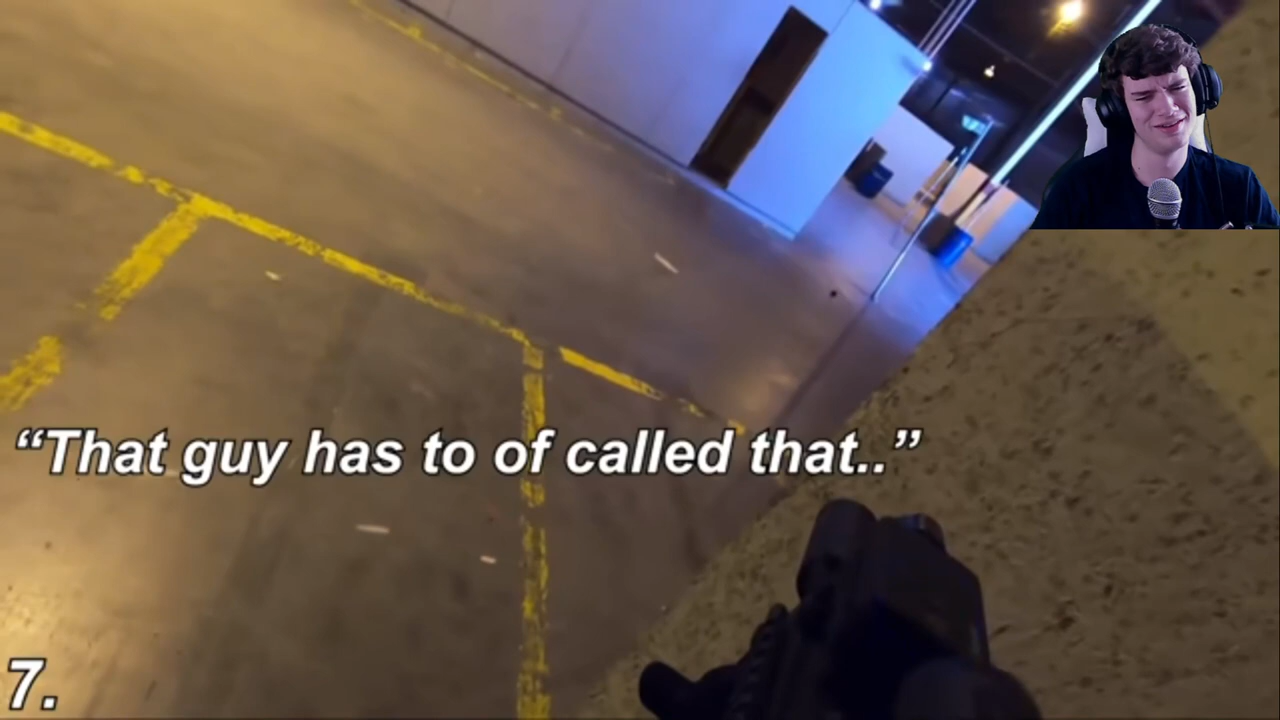 “That guy has to of called that..”
7.